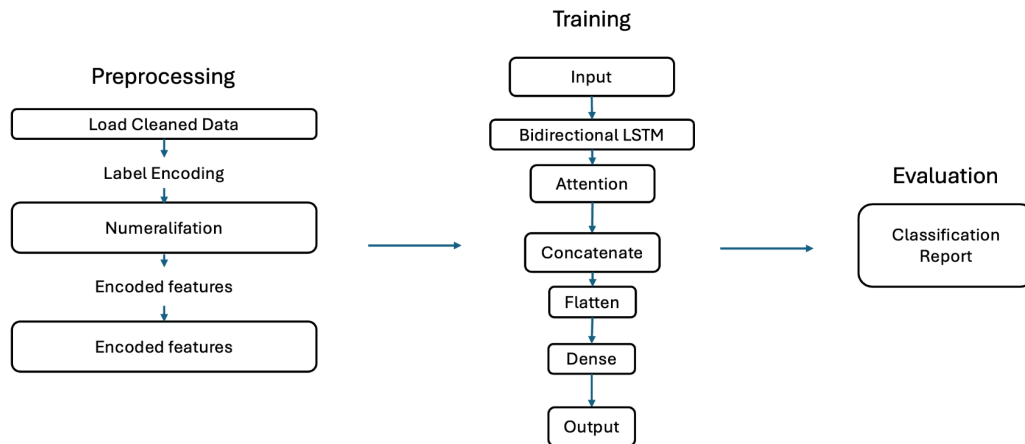 Preprocessing
Load Cleaned Data
Label Encoding
Numeralifation
Encoded features
Encoded features
Training
Input
Bidirectional LSTM
Attention
Concatenate
Flatten
Dense
Output
Evaluation
Classification
Report